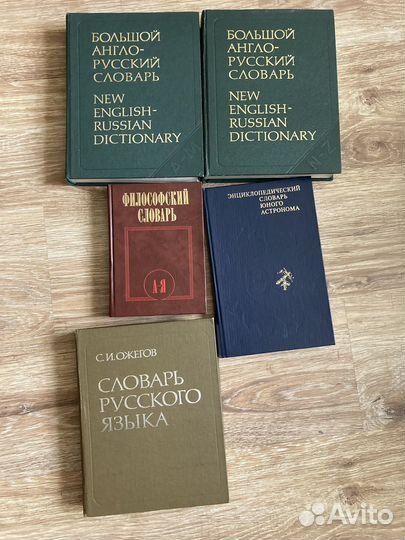 БОЛЬШОЙ
АНГЛО-
РУССКИЙ
СЛОВАРЬ
NEW
ENGLISH-
RUSSIAN
DICTIONARY
БОЛЬШОЙ
АНГЛО-
РУССКИЙ
СЛОВАРЬ
NEW
ENGLISH-
RUSSIAN
DICTIONARY
N-Z
ФИЛОСОФСКИЙ
СЛОВАРЬ
А-Я
ЭНЦИКЛОПЕДИЧЕСКИЙ
СЛОВАРЬ
ЮНОГО
АСТРОНОМА
С.И.ОЖЕГОВ
СЛОВАРЬ
РУССКОГО
ЯЗЫКА
Avito